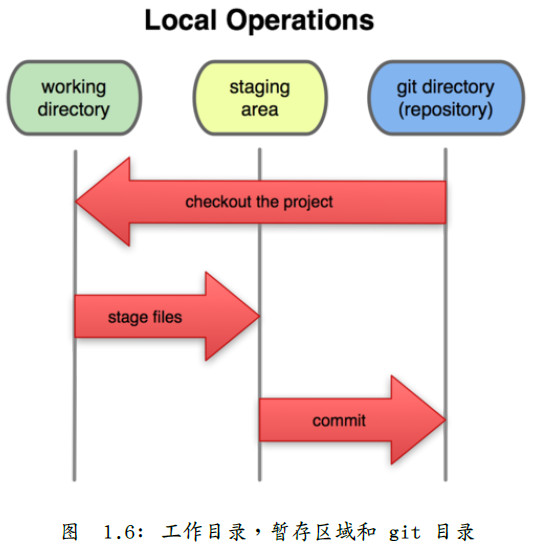 Local Operations
working
directory
staging
area
git directory
(repository)
checkout the project
stage files
commit
图 1.6: 工作目录，暂存区域和 git 目录